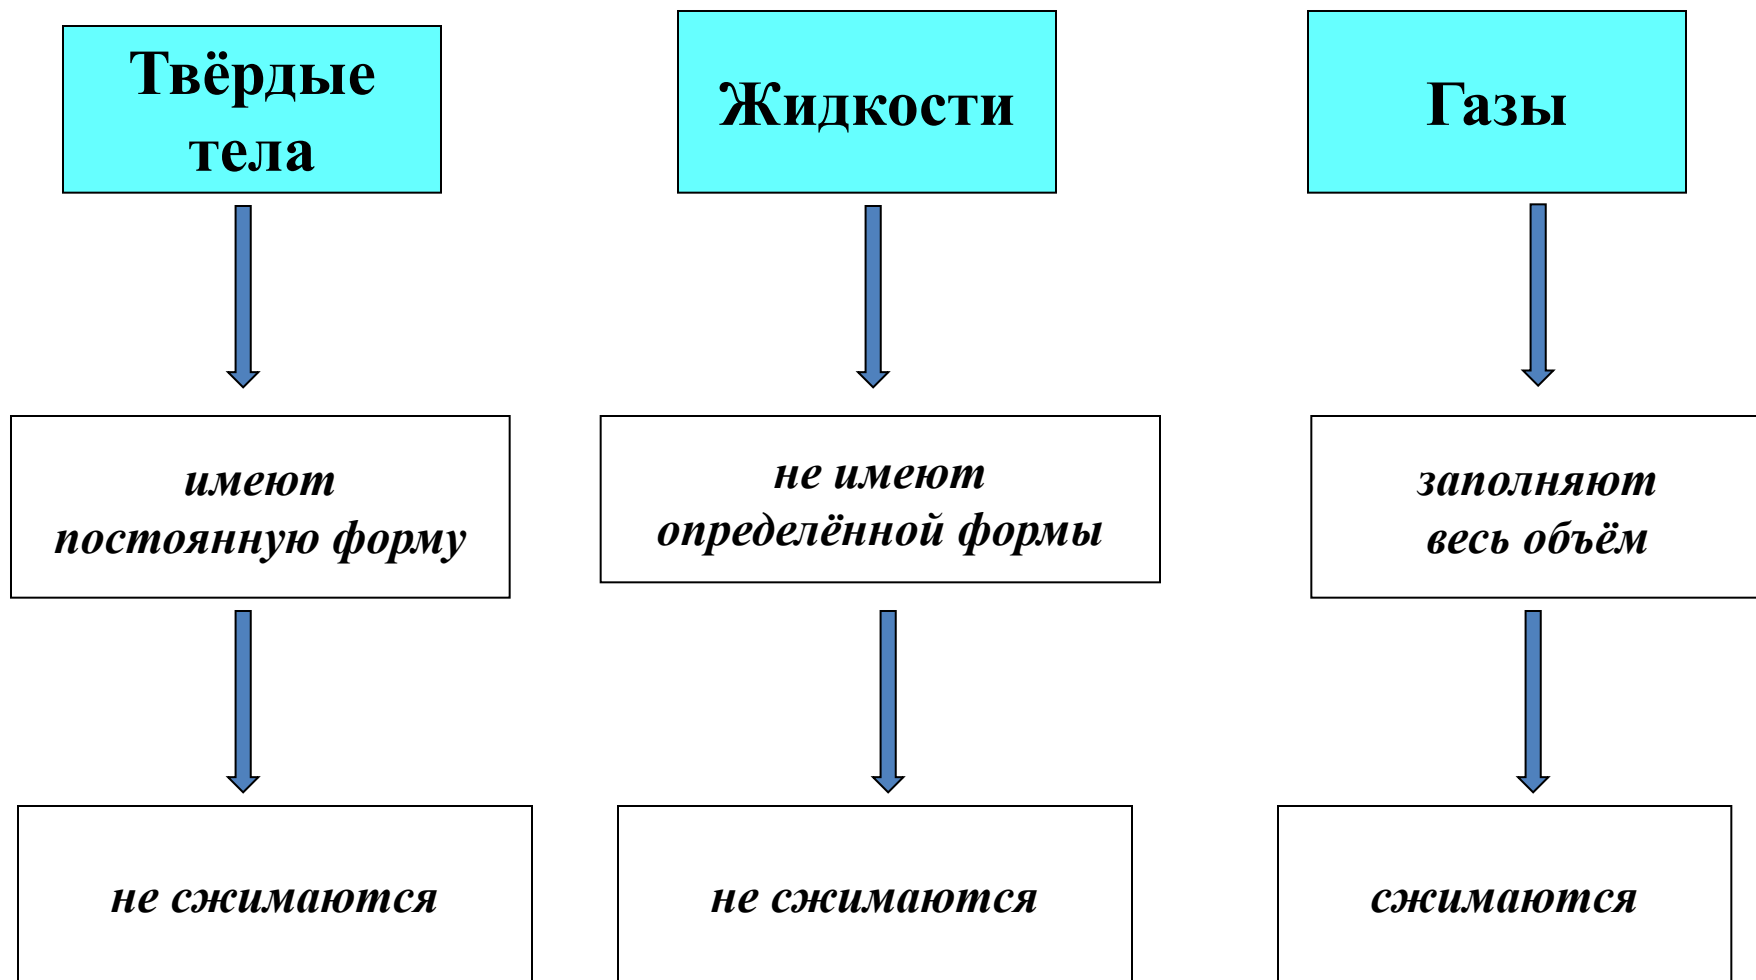 Твёрдые
тела
Жидкости
Газы
имеют
постоянную форму
не имеют
определённой формы
заполняют
весь объём
не сжимаются
не сжимаются
сжимаются